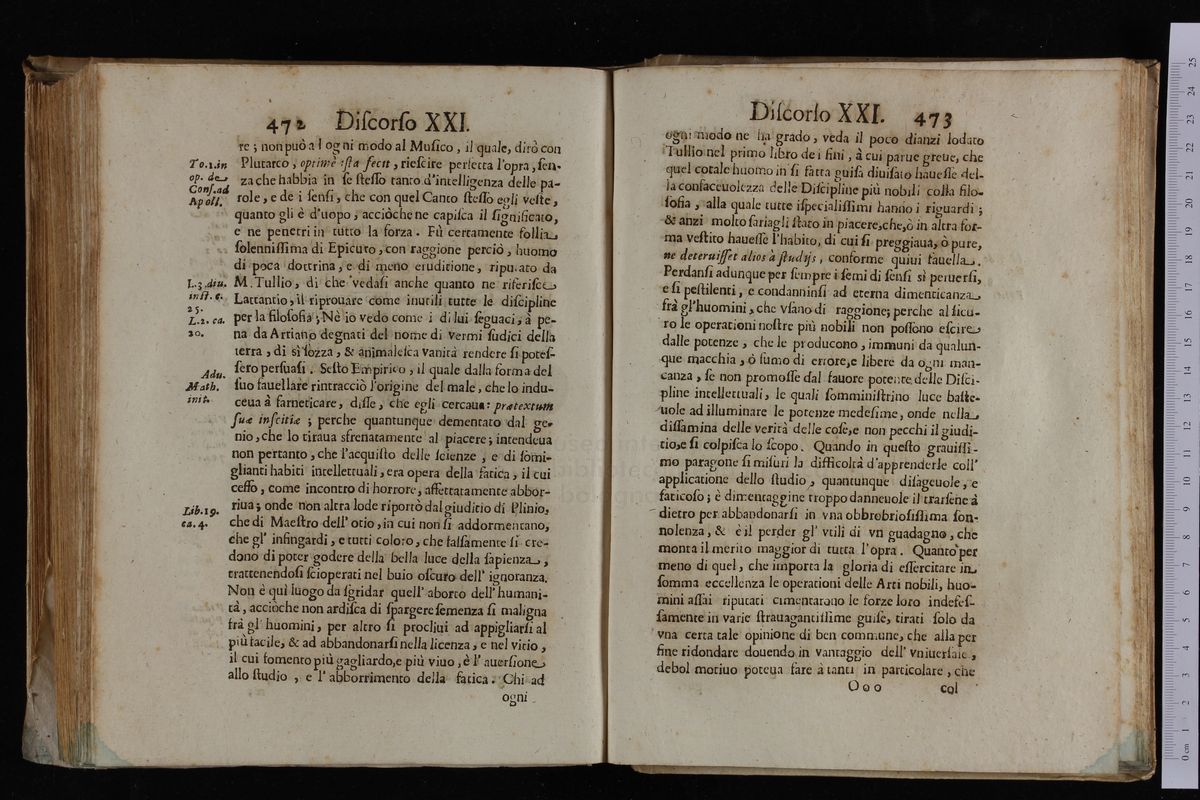 472 Diſcorſo XXI.
re; non può al ogni modo al Muſico, il quale, dirò con
To.1.in
Plutarco, optimè iſta fecit, rieſcire perfetta l'opra, ſen-
op. de
za che habbia in ſe ſteſſo tanto d'intelligenza delle pa-
Conſ.ad
role, e de i ſenſi, che con quel Canto ſteſſo egli veſte,
Apoll.
quanto gli è d'uopo, acciòche ne capiſca il ſignificato,
e ne penetri in tutto la forza. Fù certamente follia
ſolenniſſima di Epicuro, con raggione perciò, huomo
di poca dottrina, e di meno eruditione, riputato da
L.3.diu.
M. Tullio, di che vedaſi anche quanto ne riferiſce
inſt. c.
Lattantio, il riprouare come inutili tutte le diſcipline
25.
per la filoſofia; Nè io vedo come i di lui ſeguaci, à pe-
L.2. ca.
na da Arriano degnati del nome di vermi ſudici della
20.
terra, di sì ſozza, & animaleſca vanità rendere ſi poteſ-
ſero perſuaſi. Seſto Empirico, il quale dalla forma del
Adu.
Math.
ſuo fauellare rintracciò l'origine del male, che lo indu-
init.
ceua à farneticare, diſſe, che egli cercaua: prætextum
ſuæ inſcitiæ; perche quantunque dementato dal ge-
nio, che lo tiraua sfrenatamente al piacere; intendeua
non pertanto, che l'acquiſto delle ſcienze, e di ſomi-
glianti habiti intellettuali, era opera della fatica, il cui
ceffo, come incontro di horrore, affettatamente abbor-
Lib.19.
riua; onde non altra lode riportò dal giuditio di Plinio,
ca.4.
che di Maeſtro dell' otio, in cui non ſi addormentano,
che gl' infingardi, e tutti coloro, che falſamente ſi cre-
dono di poter godere della bella luce della ſapienza,
trattenendoſi ſcioperati nel buio oſcuro dell' ignoranza.
Non è quì luogo da ſgridar quell' aborto dell' humani-
tà, acciòche non ardiſca di ſpargere ſemenza ſi maligna
frà gl' huomini, per altro ſi procliui ad appigliarſi al
più facile, & ad abbandonarſi nella licenza, e nel vitio,
il cui fomento più gagliardo, e più viuo, è l' auerſione
allo ſtudio, e l' abborrimento della fatica. Chi ad
ogni
Diſcorſo XXI. 473
ogni modo ne ha grado, veda il poco dianzi lodato
Tullio nel primo libro de i fini, à cui parue greue, che
quel cotale huomo in ſi fatta guiſa diuiſato haueſſe del-
la confaceuolezza delle Diſcipline più nobili colla filo-
ſofia, alla quale tutte iſpecialiſſimi hanno i riguardi;
& anzi molto ſariagli ſtato in piacere, che, ò in altra for-
ma veſtito haueſſe l'habito, di cui ſi preggiaua, ò pure,
ne deteruiſſet alios à ſtudijs, conforme quiui fauella.
Perdanſi adunque per ſempre i ſemi di ſenſi sì peruerſi,
e ſi peſtilenti, e condanninſi ad eterna dimenticanza
frà gl'huomini, che vſano di raggione; perche al ſicu-
ro le operationi noſtre più nobili non poſſono eſcire
dalle potenze, che le producono, immuni da qualun-
que macchia, ò fumo di errore, e libere da ogni man-
canza, ſe non promoſſe dal fauore potente delle Diſci-
pline intellettuali, le quali ſomminiſtrino luce baſte-
uole ad illuminare le potenze medeſime, onde nella
diſſamina delle verità delle coſe, e non pecchi il giudi-
tio, e ſi colpiſca lo ſcopo. Quando in queſto grauiſſi-
mo paragone ſi miſuri la difficoltà d'apprenderle coll'
applicatione dello ſtudio, quantunque diſageuole, e
faticoſo; è dimentaggine troppo danneuole il trarſene à
dietro per abbandonarſi in vna obbrobrioſiſſima ſon-
nolenza, & è il perder gl' vtili di vn guadagno, che
monta il merito maggior di tutta l'opra. Quanto per
meno di quel, che importa la gloria di eſſercitare in
ſomma eccellenza le operationi delle Arti nobili, huo-
mini aſſai riputati cimentarono le forze loro indefeſ-
ſamente in varie ſtrauagantiſſime guiſe, tirati ſolo da
vna certa tale opinione di ben commune, che alla per
fine ridondare douendo in vantaggio dell' vniuerſale,
debol motiuo poteua fare à tanti in particolare, che
Ooo col